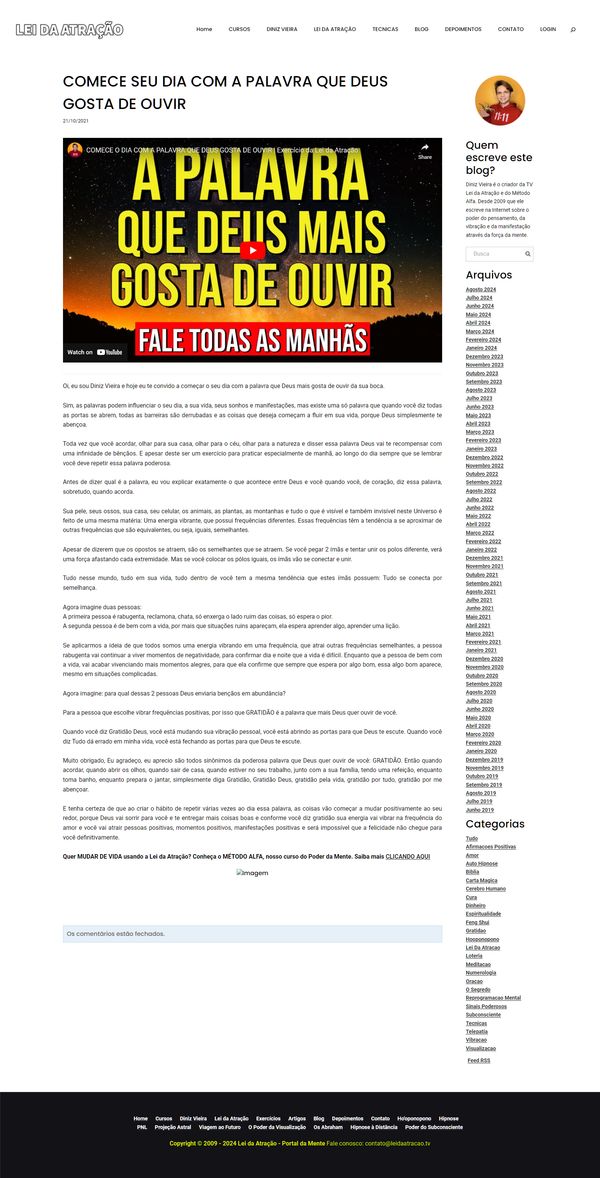 LEI DA ATRAÇÃO
Home CURSOS DINIZ VIEIRA LEI DA ATRAÇÃO TECNICAS BLOG DEPOIMENTOS CONTATO LOGIN
COMECE SEU DIA COM A PALAVRA QUE DEUS
GOSTA DE OUVIR
21/10/2021
COMECE O DIA COM A PALAVRA QUE DEUS GOSTA DE OUVIR | Exercício da Lei da Atração
Share
A PALAVRA
QUE DEUS MAIS
GOSTA DE OUVIR
FALE TODAS AS MANHÃS
Watch on YouTube
Oi, eu sou Diniz Vieira e hoje eu te convido a começar o seu dia com a palavra que Deus mais gosta de ouvir da sua boca.
Sim, as palavras podem influenciar o seu dia, a sua vida, seus sonhos e manifestações, mas existe uma só palavra que quando você diz todas
as portas se abrem, todas as barreiras são derrubadas e as coisas que deseja começam a fluir em sua vida, porque Deus simplesmente te
abençoa.
Toda vez que você acordar, olhar para sua casa, olhar para o céu, olhar para a natureza e disser essa palavra Deus vai te recompensar com
uma infinidade de bênçãos. E apesar deste ser um exercício para praticar especialmente de manhã, ao longo do dia sempre que se lembrar
você deve repetir essa palavra poderosa.
Antes de dizer qual é a palavra, eu vou explicar exatamente o que acontece entre Deus e você quando você, de coração, diz essa palavra,
sobretudo, quando acorda.
Sua pele, seus ossos, sua casa, seu celular, os animais, as plantas, as montanhas e tudo o que é visível e também invisível neste Universo é
feito de uma mesma matéria: Uma energia vibrante, que possui frequências diferentes. Essas frequências têm a tendência a se aproximar de
outras frequências que são equivalentes, ou seja, iguais, semelhantes.
Apesar de dizerem que os opostos se atraem, são os semelhantes que se atraem. Se você pegar 2 ímãs e tentar unir os polos diferente, verá
uma força afastando cada extremidade. Mas se você colocar os pólos iguais, os ímãs vão se conectar e unir.
Tudo nesse mundo, tudo em sua vida, tudo dentro de você tem a mesma tendência que estes ímãs possuem: Tudo se conecta por
semelhança.
Agora imagine duas pessoas:
A primeira pessoa é rabugenta, reclamona, chata, só enxerga o lado ruim das coisas, só espera o pior.
A segunda pessoa é de bem com a vida, por mais que situações ruins apareçam, ela espera aprender algo, aprender uma lição.
Se aplicarmos a ideia de que todos somos uma energia vibrando em uma frequência, que atrai outras frequências semelhantes, a pessoa
rabugenta vai continuar a viver momentos de negatividade, para confirmar dia e noite que a vida é difícil. Enquanto que a pessoa de bem com
a vida, vai acabar vivenciando mais momentos alegres, para que ela confirme que sempre que espera por algo bom, essa algo bom aparece,
mesmo em situações complicadas.
Agora imagine: para qual dessas 2 pessoas Deus enviaria bençãos em abundância?
Para a pessoa que escolhe vibrar frequências positivas, por isso que GRATIDÃO é a palavra que mais Deus quer ouvir de você.
Quando você diz Gratidão Deus, você está mudando sua vibração pessoal, você está abrindo as portas para que Deus te escute. Quando você
diz Tudo dá errado em minha vida, você está fechando as portas para que Deus te escute.
Muito obrigado, Eu agradeço, eu aprecio são todos sinônimos da poderosa palavra que Deus quer ouvir de você: GRATIDÃO. Então quando
acordar, quando abrir os olhos, quando sair de casa, quando estiver no seu trabalho, junto com a sua família, tendo uma refeição, enquanto
toma banho, enquanto prepara o jantar, simplesmente diga Gratidão, Gratidão Deus, gratidão pela vida, gratidão por tudo, gratidão por me
abençoar.
E tenha certeza de que ao criar o hábito de repetir várias vezes ao dia essa palavra, as coisas vão começar a mudar positivamente ao seu
redor, porque Deus vai sorrir para você e te entregar mais coisas boas e conforme você diz gratidão sua energia vai vibrar na frequência do
amor e você vai atrair pessoas positivas, momentos positivos, manifestações positivas e será impossível que a felicidade não chegue para
você definitivamente.
Quer MUDAR DE VIDA usando a Lei da Atração? Conheça o MÉTODO ALFA, nosso curso do Poder da Mente. Saiba mais CLICANDO AQUI
Imagem
Os comentários estão fechados.
11:11
Quem
escreve este
blog?
Diniz Vieira é o criador da TV
Lei da Atração e do Método
Alfa. Desde 2009 que ele
escreve na Internet sobre o
poder do pensamento, da
vibração e da manifestação
através da força da mente.
Busca
Arquivos
Agosto 2024
Julho 2024
Junho 2024
Maio 2024
Abril 2024
Março 2024
Fevereiro 2024
Janeiro 2024
Dezembro 2023
Novembro 2023
Outubro 2023
Setembro 2023
Agosto 2023
Julho 2023
Junho 2023
Maio 2023
Abril 2023
Março 2023
Fevereiro 2023
Janeiro 2023
Dezembro 2022
Novembro 2022
Outubro 2022
Setembro 2022
Agosto 2022
Julho 2022
Junho 2022
Maio 2022
Abril 2022
Março 2022
Fevereiro 2022
Janeiro 2022
Dezembro 2021
Novembro 2021
Outubro 2021
Setembro 2021
Agosto 2021
Julho 2021
Junho 2021
Maio 2021
Abril 2021
Março 2021
Fevereiro 2021
Janeiro 2021
Dezembro 2020
Novembro 2020
Outubro 2020
Setembro 2020
Agosto 2020
Julho 2020
Junho 2020
Maio 2020
Abril 2020
Março 2020
Fevereiro 2020
Janeiro 2020
Dezembro 2019
Novembro 2019
Outubro 2019
Setembro 2019
Agosto 2019
Julho 2019
Junho 2019
Categorias
Tudo
Afirmacoes Positivas
Amor
Auto Hipnose
Biblia
Carta Magica
Cerebro Humano
Cura
Dinheiro
Espiritualidade
Feng Shui
Gratidao
Hooponopono
Lei Da Atracao
Loteria
Meditacao
Numerologia
Oracao
O Segredo
Reprogramacao Mental
Sinais Poderosos
Subconsciente
Tecnicas
Telepatia
Vibracao
Visualizacao
Feed RSS
Home Cursos Diniz Vieira Lei da Atração Exercícios Artigos Blog Depoimentos Contato Ho'oponopono Hipnose
PNL Projeção Astral Viagem ao Futuro O Poder da Visualização Os Abraham Hipnose à Distância Poder do Subconsciente
Copyright © 2009 - 2024 Lei da Atração - Portal da Mente Fale conosco: contato@leidaatracao.tv